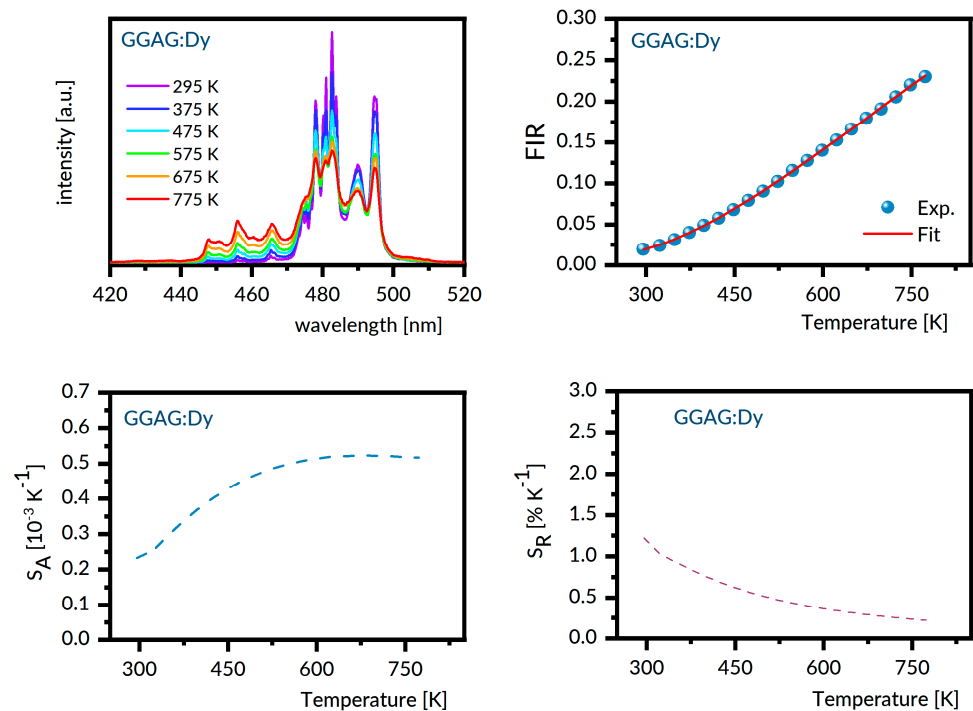 GGAG:Dy
intensity [a.u.]
295 K
375 K
475 K
575 K
675 K
775 K
420 440 460 480 500 520
wavelength [nm]
GGAG:Dy
FIR
0.30
0.25
0.20
0.15
0.10
0.05
0.00
Exp.
Fit
300 450 600 750
Temperature [K]
GGAG:Dy
S_A [10^-3 K^-1]
0.7
0.6
0.5
0.4
0.3
0.2
0.1
0.0
300 450 600 750
Temperature [K]
GGAG:Dy
S_R [% K^-1]
3.0
2.5
2.0
1.5
1.0
0.5
0.0
300 450 600 750
Temperature [K]